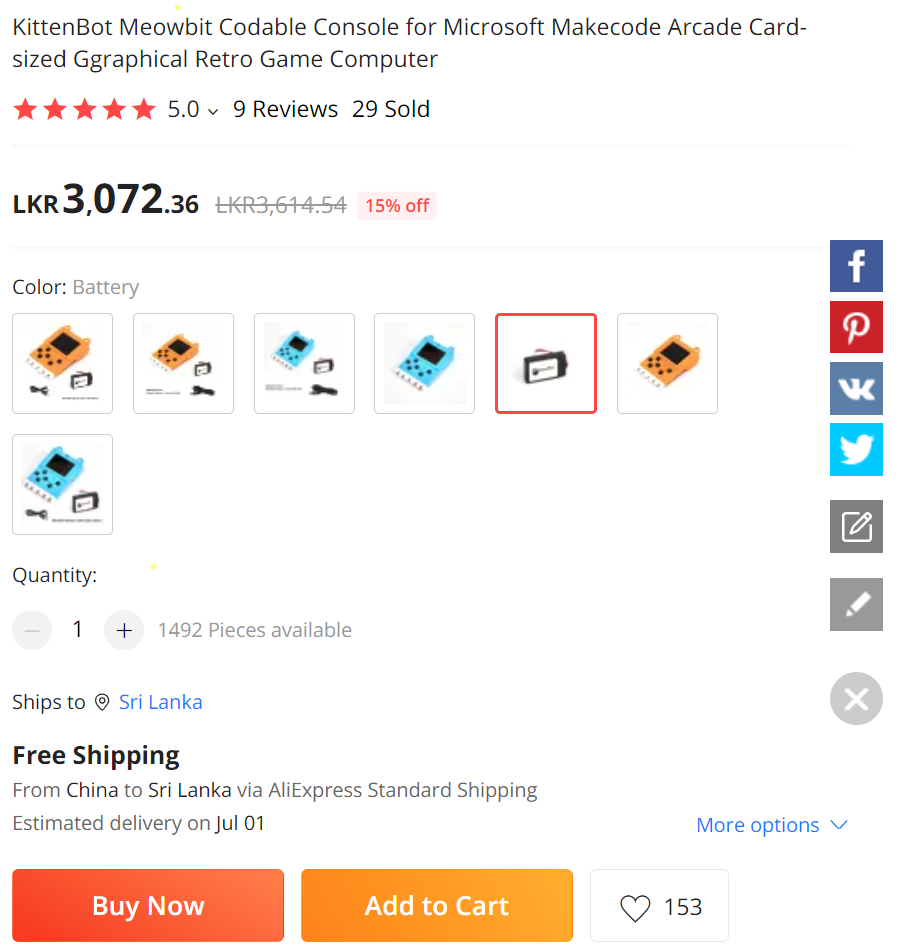 KittenBot Meowbit Codable Console for Microsoft Makecode Arcade Card-
sized Ggraphical Retro Game Computer
5.0 9 Reviews 29 Sold
LKR3,072.36 LKR3,614.54 15% off
Color: Battery
Quantity:
1 + 1492 Pieces available
Ships to Sri Lanka
Free Shipping
From China to Sri Lanka via AliExpress Standard Shipping
Estimated delivery on Jul 01
More options
Buy Now Add to Cart 153